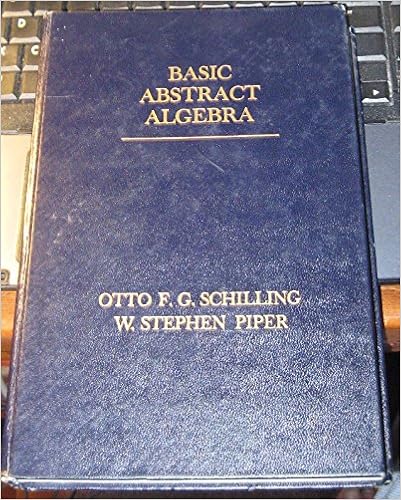 BASIC
ABSTRACT
ALGEBRA
OTTO F. G. SCHILLING
W. STEPHEN PIPER